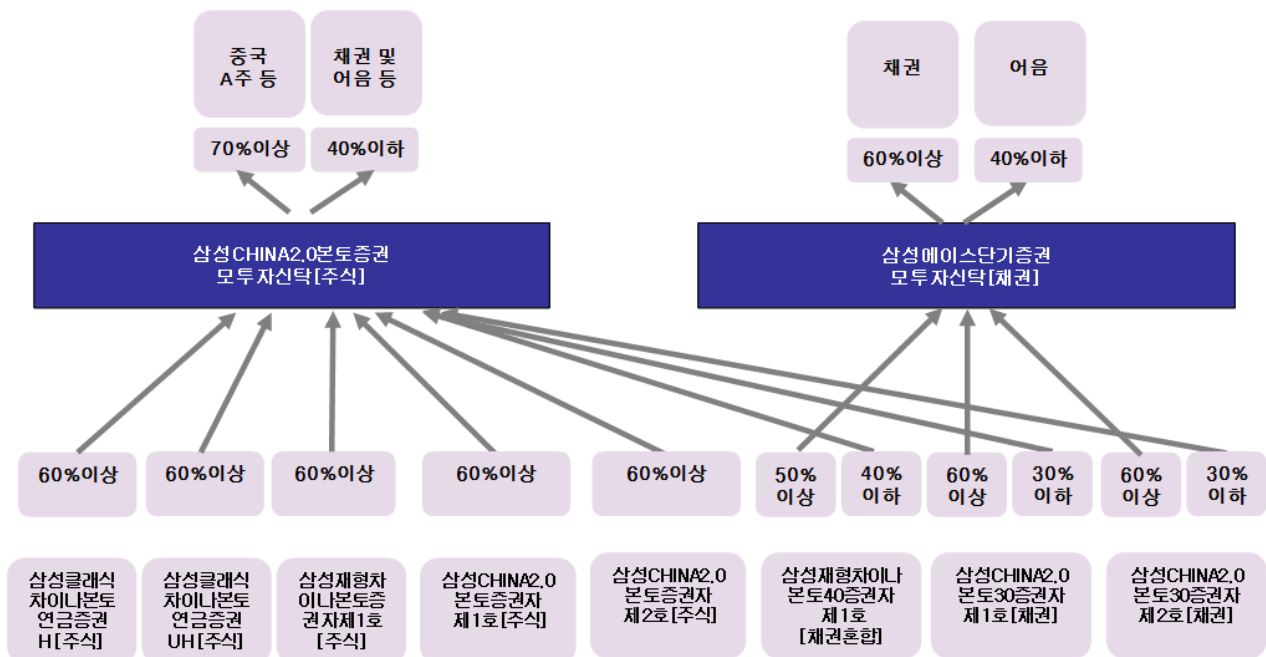 중국
A주 등
채권 및
어음 등
채권
어음
70%이상
40%이하
60%이상
40%이하
삼성CHINA2.0본토증권
모투자신탁[주식]
삼성에이스단기증권
모투자신탁[채권]
60%이상
60%이상
60%이상
60%이상
60%이상
50%
이상
40%
이하
60%
이상
30%
이하
60%
이상
30%
이하
삼성클래식
차이나본토
연금증권
H[주식]
삼성클래식
차이나본토
연금증권
UH[주식]
삼성재형차
이나본토증
권자제1호
[주식]
삼성CHINA2.0
본토증권자
제1호[주식]
삼성CHINA2.0
본토증권자
제2호[주식]
삼성재형차이나
본토40증권자
제1호
[채권혼합]
삼성CHINA2.0
본토30증권자
제1호[채권]
삼성CHINA2.0
본토30증권자
제2호[채권]